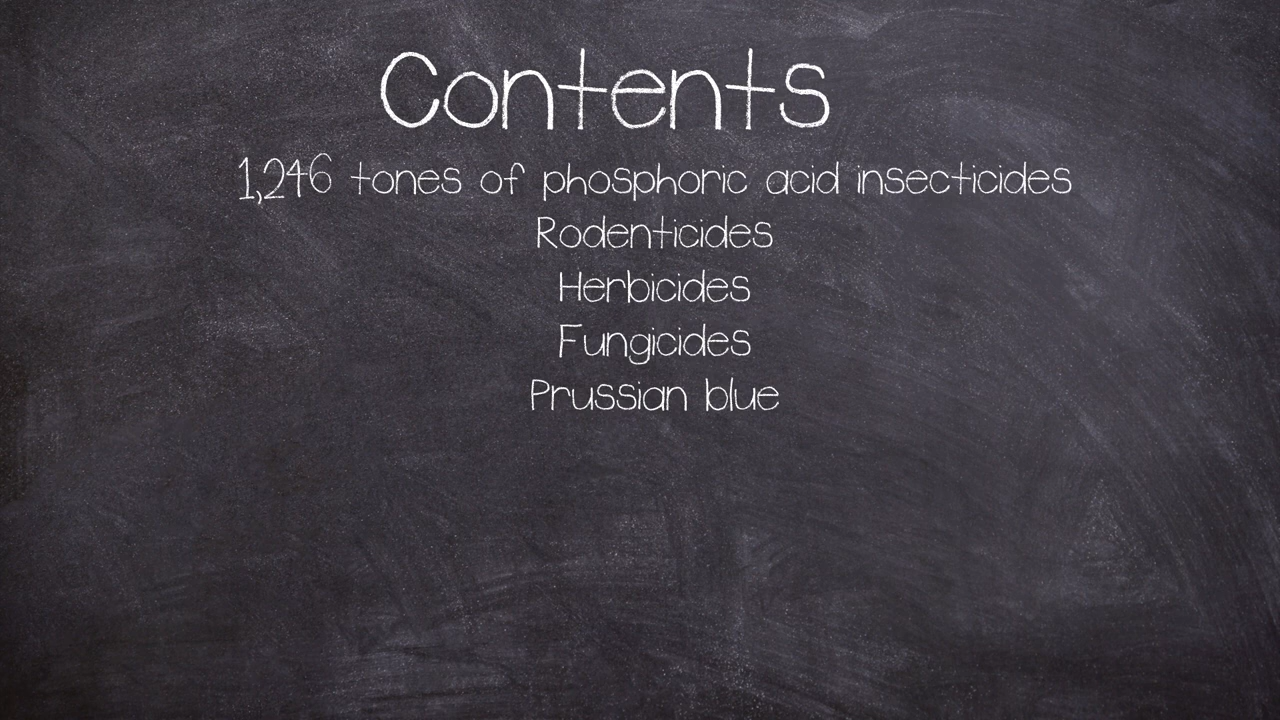 Contents
1,246 tones of phosphoric acid insecticides
Rodenticides
Herbicides
Fungicides
Prussian blue